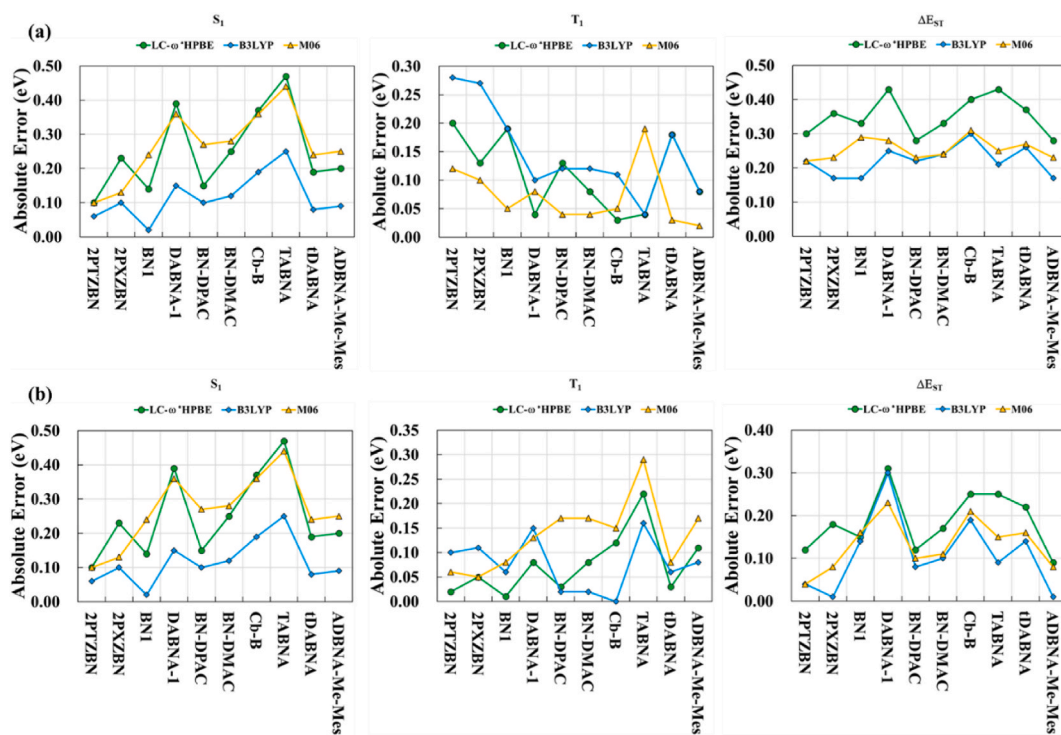 (a)
S₁
LC-ω*HPBE B3LYP M06
Absolute Error (eV)
0.50
0.40
0.30
0.20
0.10
0.00
2PTZBN
2PXZBN
BN1
DABNA-1
BN-DPAC
BN-DMAC
Cb-B
TABNA
tDABNA
ADBNA-Me-Mes
T₁
LC-ω*HPBE B3LYP M06
Abolute Error (eV)
0.30
0.25
0.20
0.15
0.10
0.05
0.00
2PTZBN
2PXZBN
BN1
DABNA-1
BN-DPAC
BN-DMAC
Cb-B
TABNA
tDABNA
ADBNA-Me-Mes
ΔEST
LC-ω*HPBE B3LYP M06
Aboulte Error (eV)
0.50
0.40
0.30
0.20
0.10
0.00
2PTZBN
2PXZBN
BN1
DABNA-1
BN-DPAC
BN-DMAC
Cb-B
TABNA
tDABNA
ADBNA-Me-Mes
(b)
S₁
LC-ω*HPBE B3LYP M06
Absolute Error (eV)
0.50
0.40
0.30
0.20
0.10
0.00
2PTZBN
2PXZBN
BN1
DABNA-1
BN-DPAC
BN-DMAC
Cb-B
TABNA
tDABNA
ADBNA-Me-Mes
T₁
LC-ω*HPBE B3LYP M06
Absolute Error (eV)
0.35
0.30
0.25
0.20
0.15
0.10
0.05
0.00
2PTZBN
2PXZBN
BN1
DABNA-1
BN-DPAC
BN-DMAC
Cb-B
TABNA
tDABNA
ADBNA-Me-Mes
ΔEST
LC-ω*HPBE B3LYP M06
Absolute Error (eV)
0.40
0.30
0.20
0.10
0.00
2PTZBN
2PXZBN
BN1
DABNA-1
BN-DPAC
BN-DMAC
Cb-B
TABNA
tDABNA
ADBNA-Me-Mes